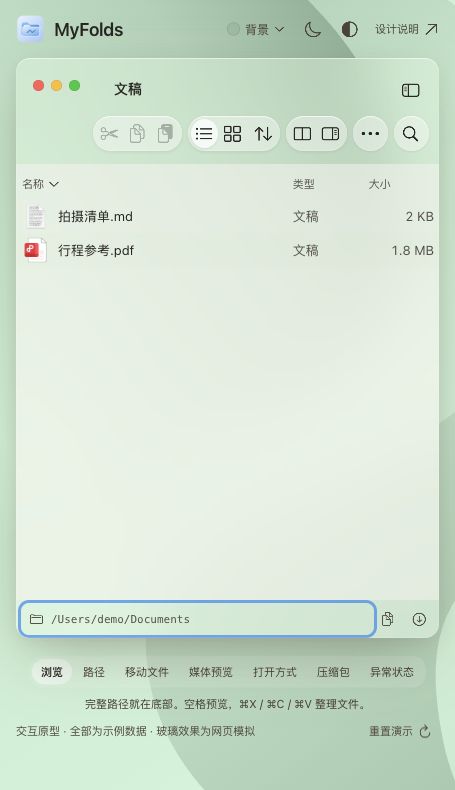 MyFolds 背景 设计说明
文稿
名称 类型 大小
拍摄清单.md 文稿 2 KB
行程参考.pdf 文稿 1.8 MB
/Users/demo/Documents
浏览 路径 移动文件 媒体预览 打开方式 压缩包 异常状态
完整路径就在底部。空格预览，⌘X / ⌘C / ⌘V 整理文件。
交互原型 · 全部为示例数据 · 玻璃效果为网页模拟 重置演示